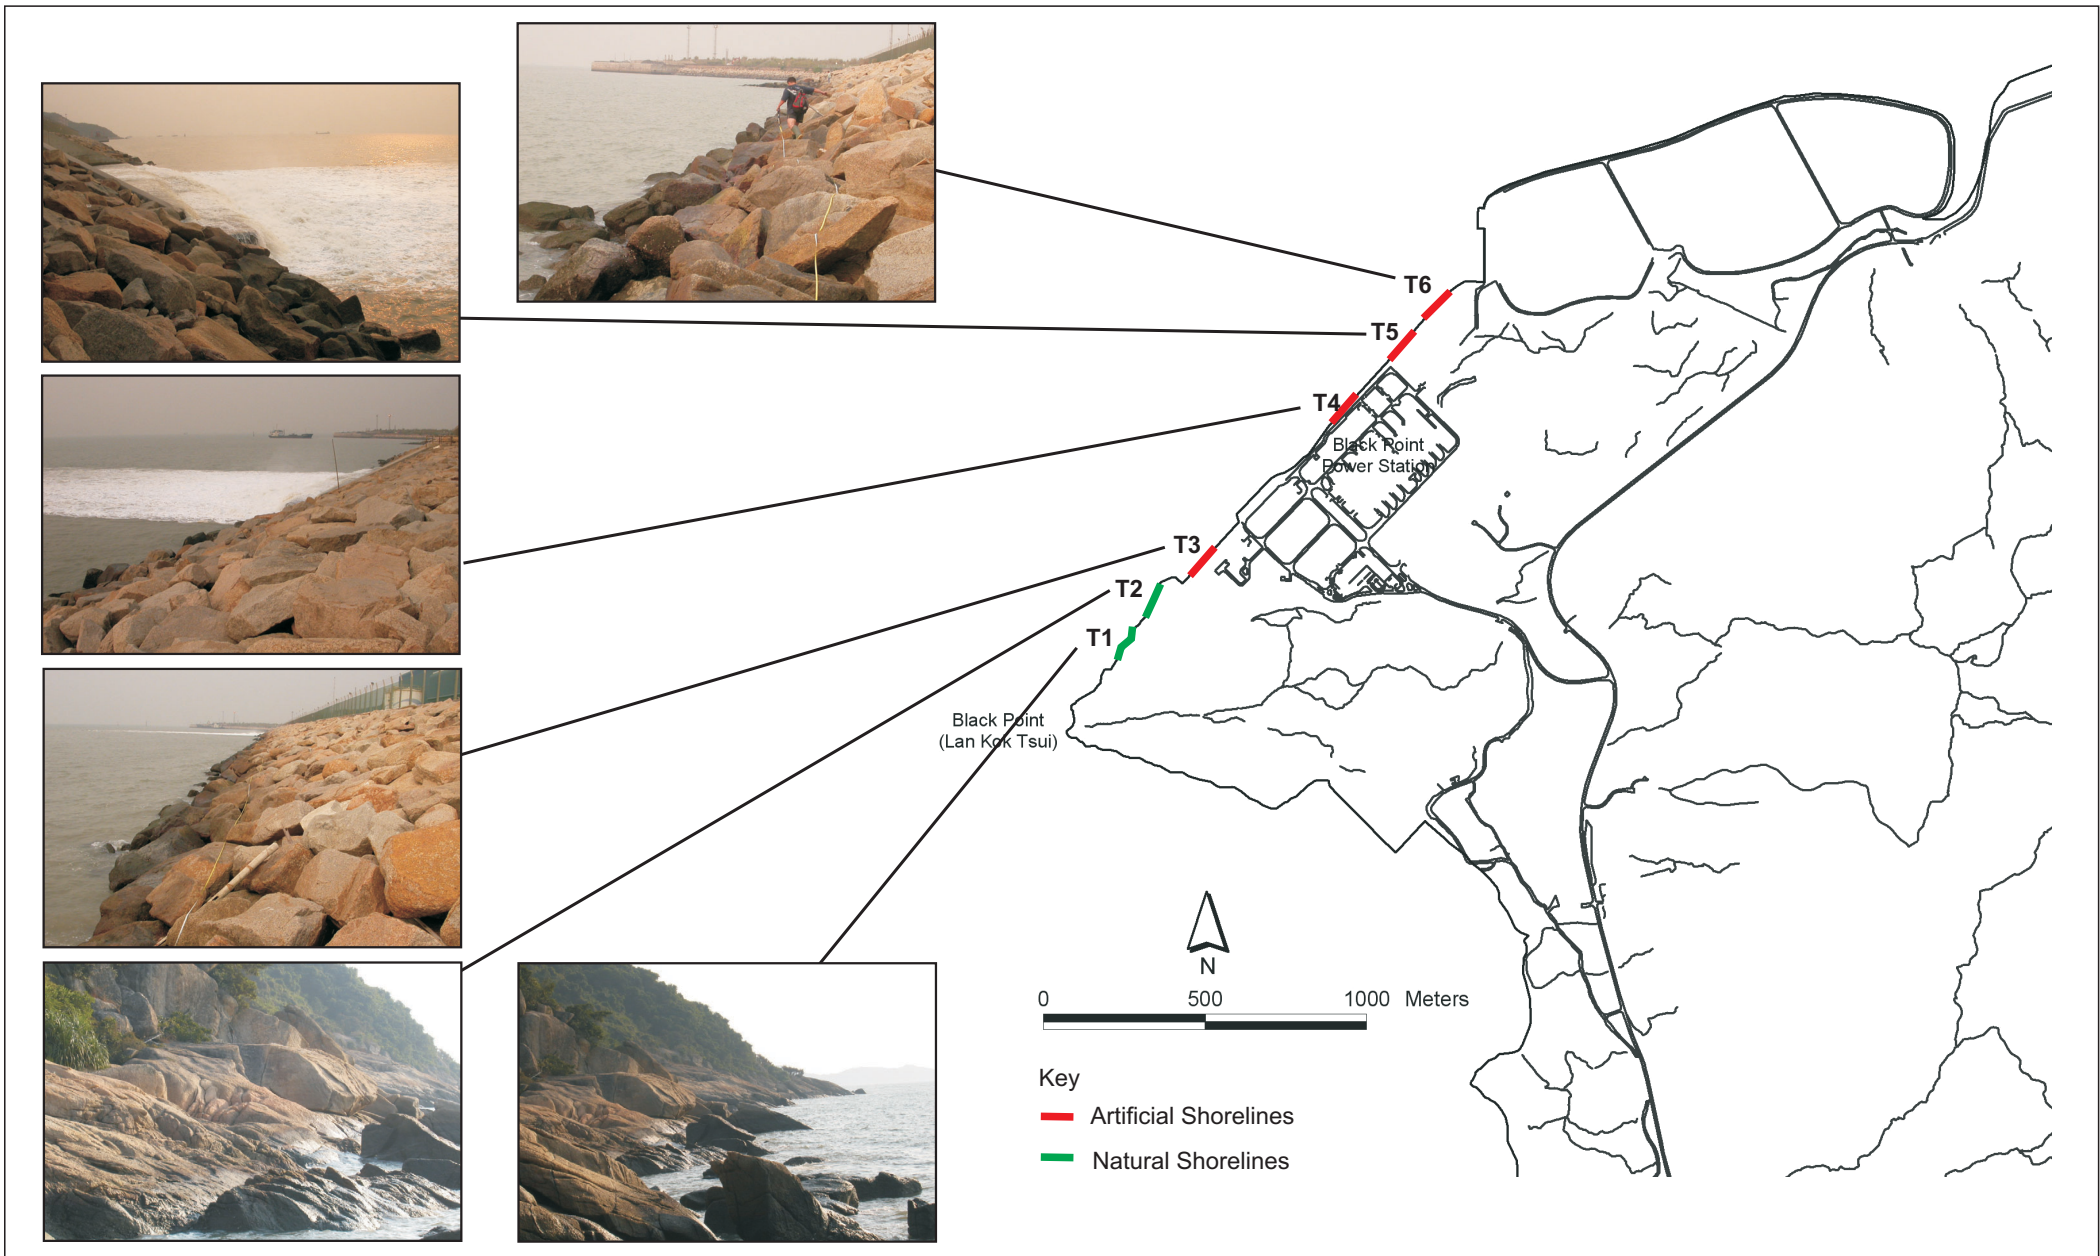 T6
T5
T4
Black Point
Power Station
T3
T2
T1
Black Point
(Lan Kok Tsui)
N
0 500 1000 Meters
Key
Artificial Shorelines
Natural Shorelines